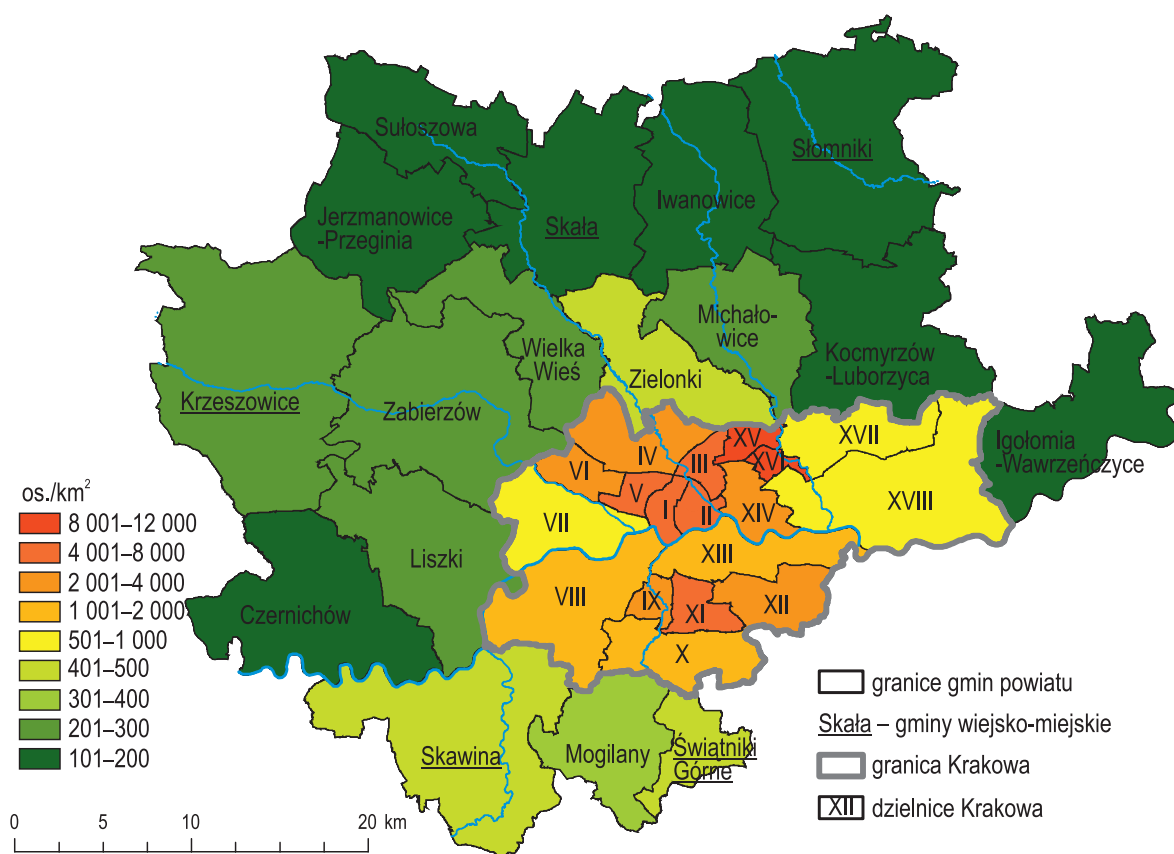 Sułoszowa
Słomniki
Jerzmanowice
-Przeginia
Skała
Iwanowice
Michało-
wice
Wielka
Wieś
Kocmyrzów
-Luborzyca
Zielonki
Krzeszowice
Zabierzów
Igołomia
-Wawrzeńczyce
XV
XVII
IV
III
XVI
VI
V
I
II
XIV
XVIII
VII
XIII
Liszki
VIII
IX
XI
XII
Czernichów
X
Skawina
Mogilany
Świątniki
Górne
os./km²
8 001–12 000
4 001–8 000
2 001–4 000
1 001–2 000
501–1 000
401–500
301–400
201–300
101–200
granice gmin powiatu
Skała – gminy wiejsko-miejskie
granica Krakowa
XII dzielnice Krakowa
0 5 10 20 km